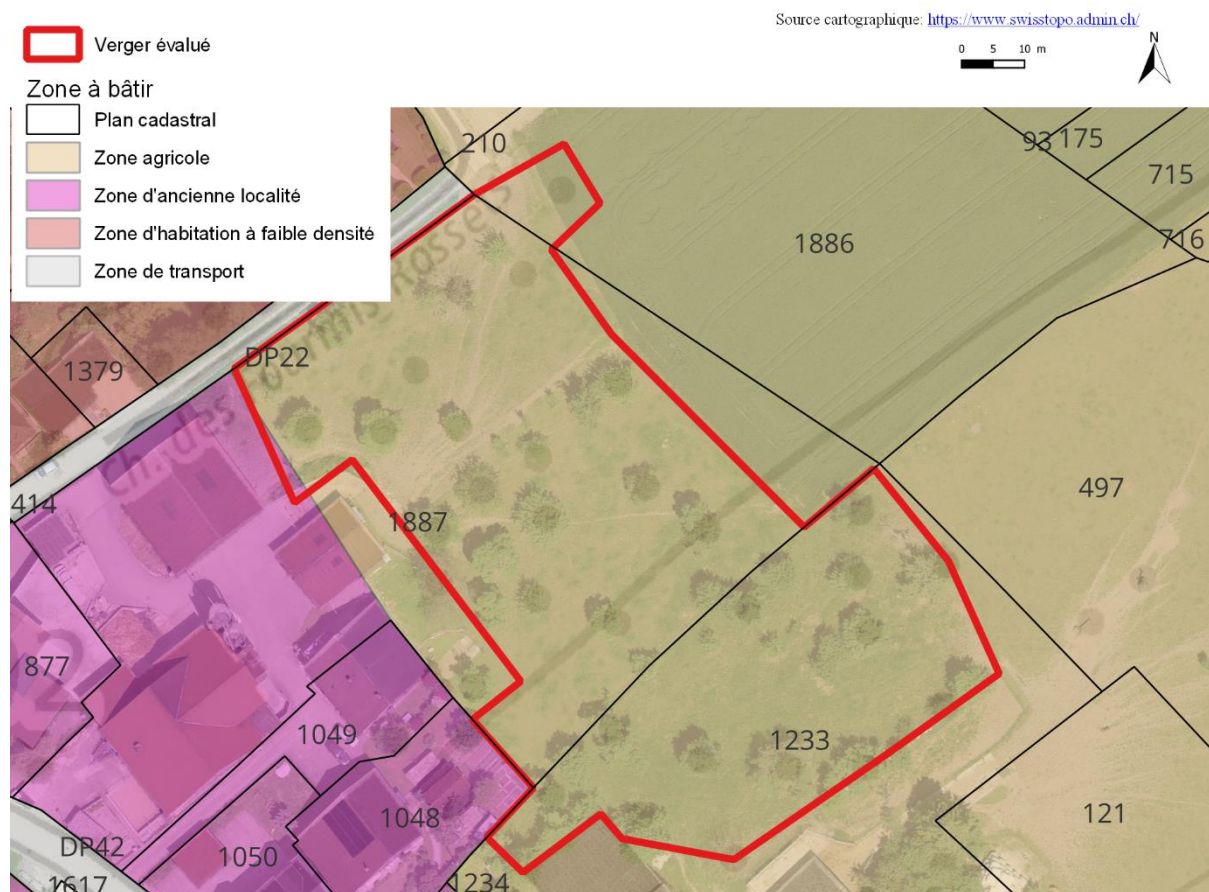 Source cartographique: https://www.swisstopo.admin.ch/
0 5 10 m
N
Verger évalué
Zone à bâtir
Plan cadastral
Zone agricole
Zone d'ancienne localité
Zone d'habitation à faible densité
Zone de transport
210
93
175
715
716
1886
DP22
1379
ch. des
414
1887
497
877
1049
1233
1048
121
DP42
1050
1234
1617